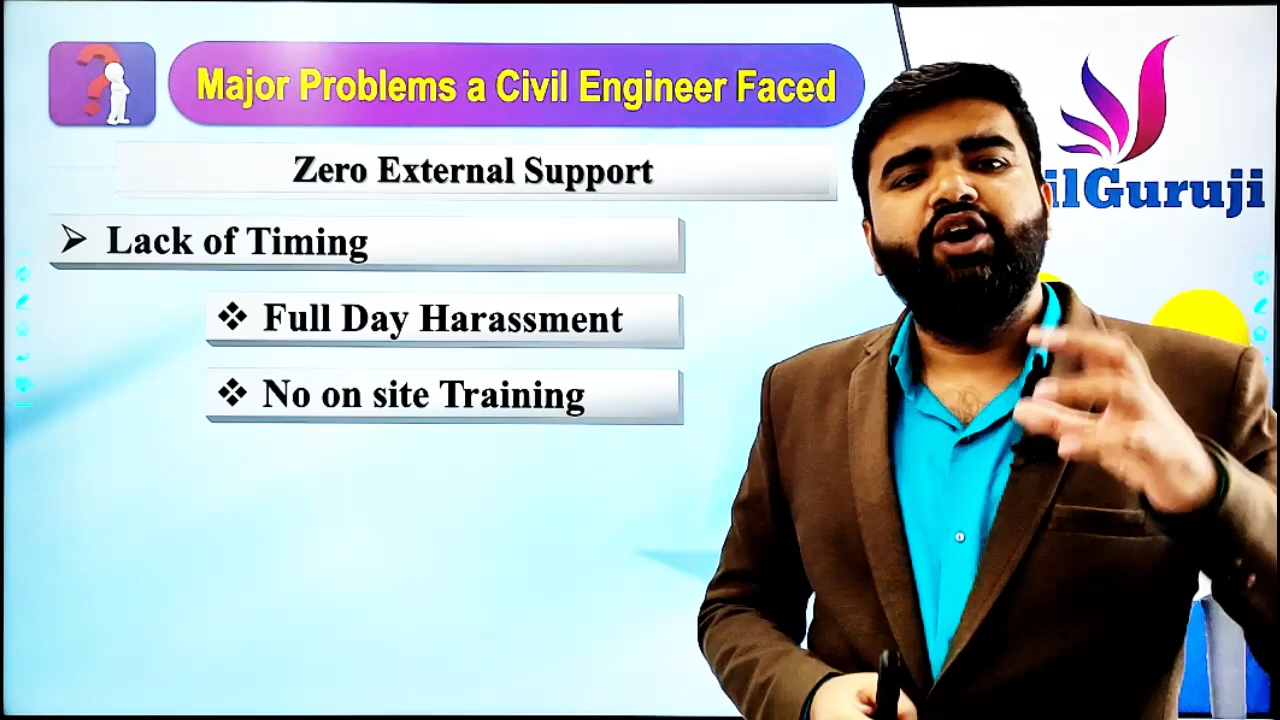 Major Problems a Civil Engineer Faced
Zero External Support
ilGuruji
➢ Lack of Timing
❖ Full Day Harassment
❖ No on site Training